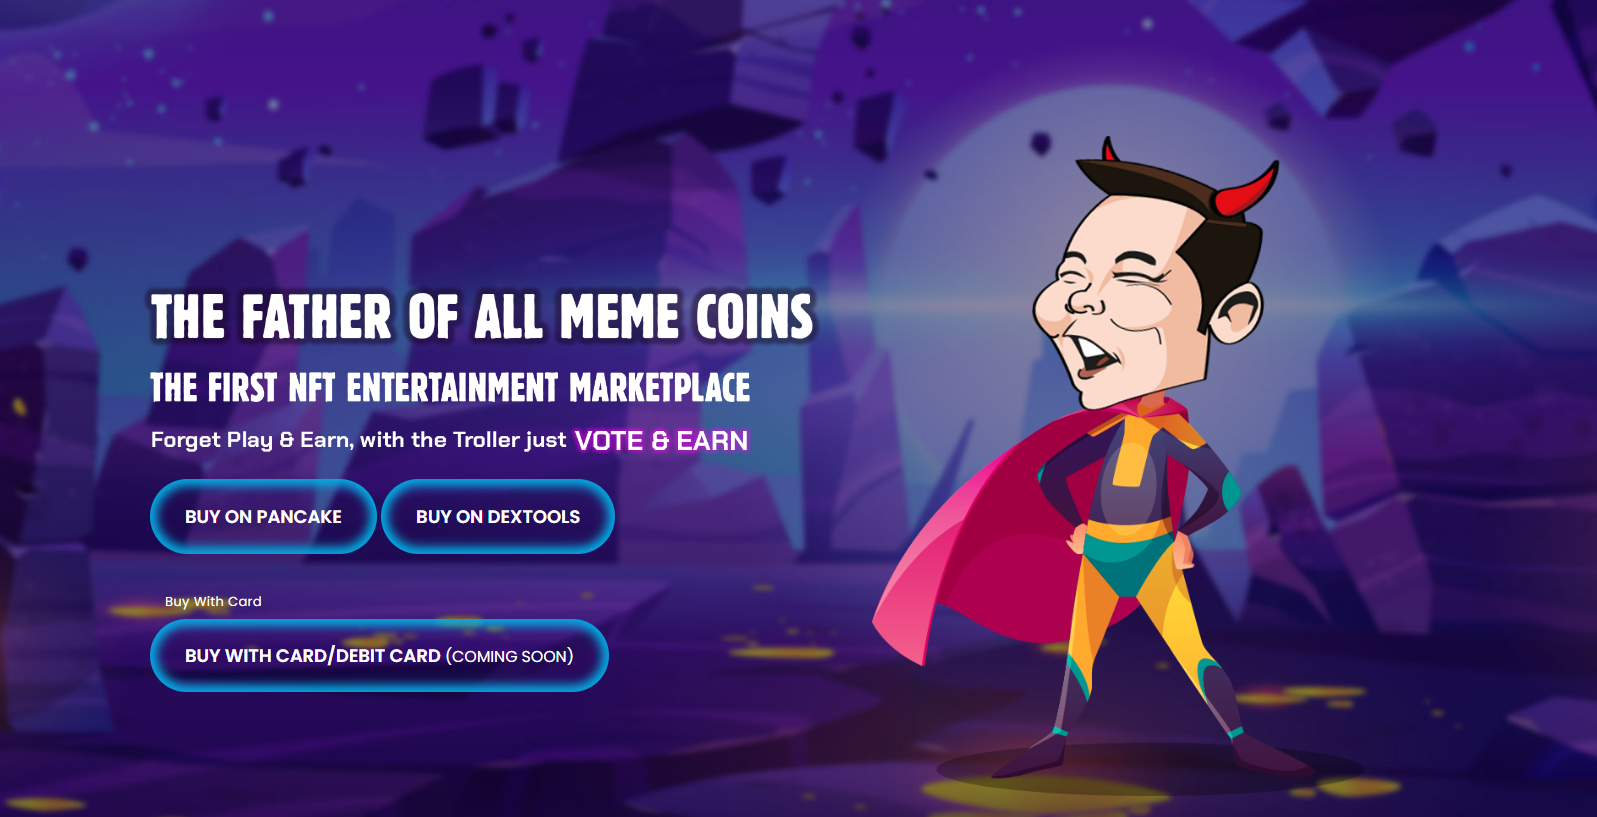 THE FATHER OF ALL MEME COINS
THE FIRST NFT ENTERTAINMENT MARKETPLACE
Forget Play & Earn, with the Troller just VOTE & EARN
BUY ON PANCAKE
BUY ON DEXTOOLS
Buy With Card
BUY WITH CARD/DEBIT CARD (COMING SOON)